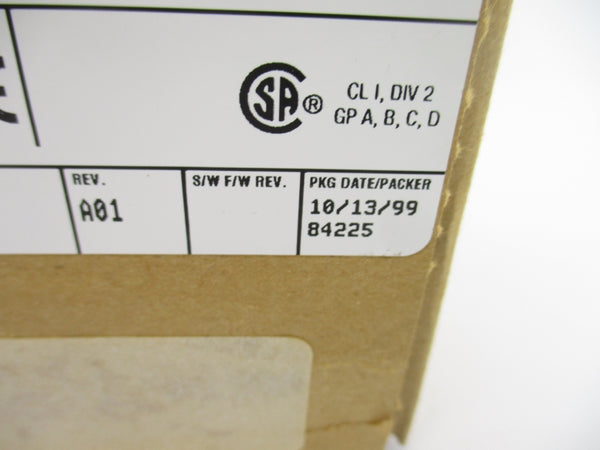 CSA®
CL I, DIV 2
GP A, B, C, D
REV.
A01
S/W F/W REV.
PKG DATE/PACKER
10/13/99
84225